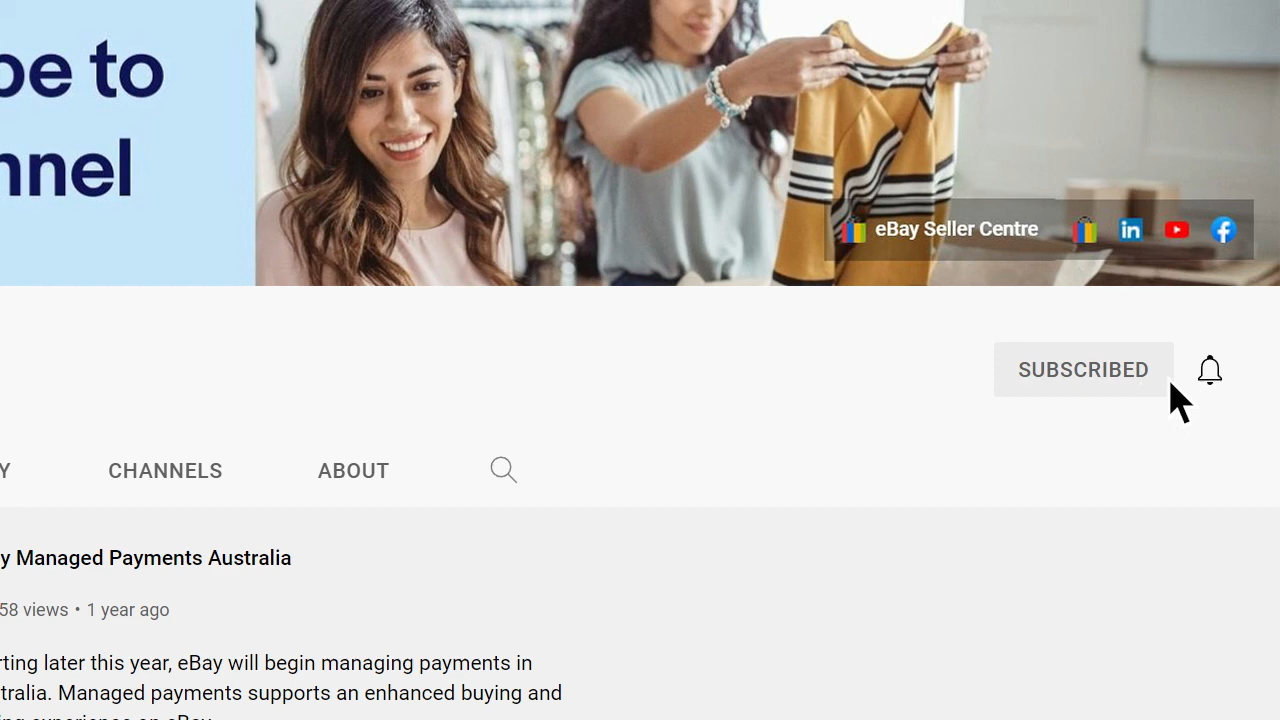 be to
nnel
eBay Seller Centre
SUBSCRIBED
Y
CHANNELS
ABOUT
y Managed Payments Australia
58 views • 1 year ago
rting later this year, eBay will begin managing payments in
tralia. Managed payments supports an enhanced buying and